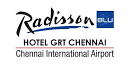 Radisson
BLU
HOTEL GRT CHENNAI
Chennai International Airport